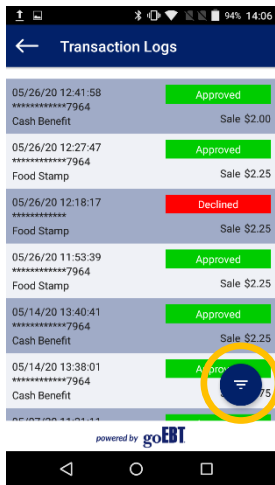 94% 14:06
Transaction Logs
05/26/20 12:41:58
Approved
************7964
Cash Benefit
Sale $2.00
05/26/20 12:27:47
Approved
************7964
Food Stamp
Sale $2.25
05/26/20 12:18:17
Declined
************
Food Stamp
Sale $2.25
05/26/20 11:53:39
Approved
************7964
Food Stamp
Sale $2.25
05/14/20 13:40:41
Approved
************7964
Cash Benefit
Sale $2.25
05/14/20 13:38:01
************7964
Cash Benefit
powered by goEBT